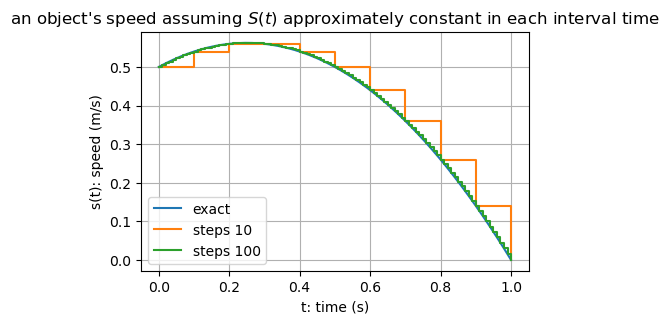 an object's speed assuming S(t) approximately constant in each interval time
s(t): speed (m/s)
0.5
0.4
0.3
0.2
0.1
0.0
exact
steps 10
steps 100
0.0 0.2 0.4 0.6 0.8 1.0
t: time (s)